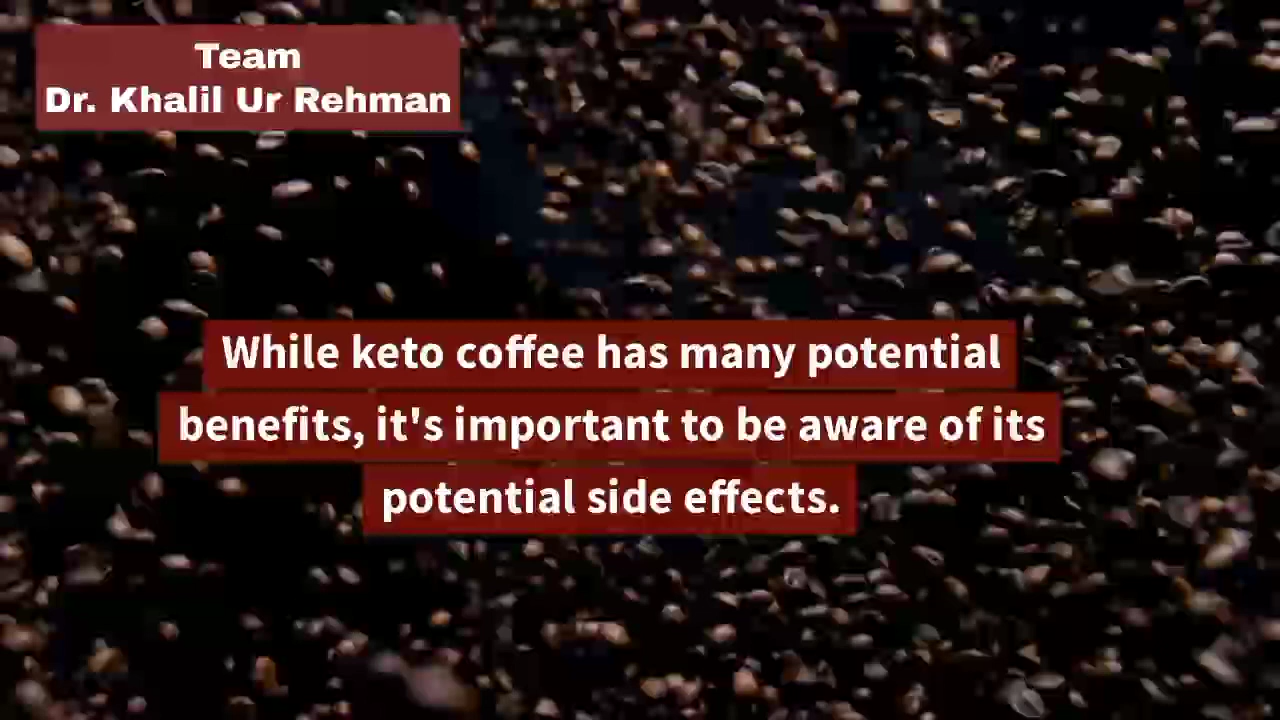 Team
Dr. Khalil Ur Rehman
While keto coffee has many potential
benefits, it's important to be aware of its
potential side effects.